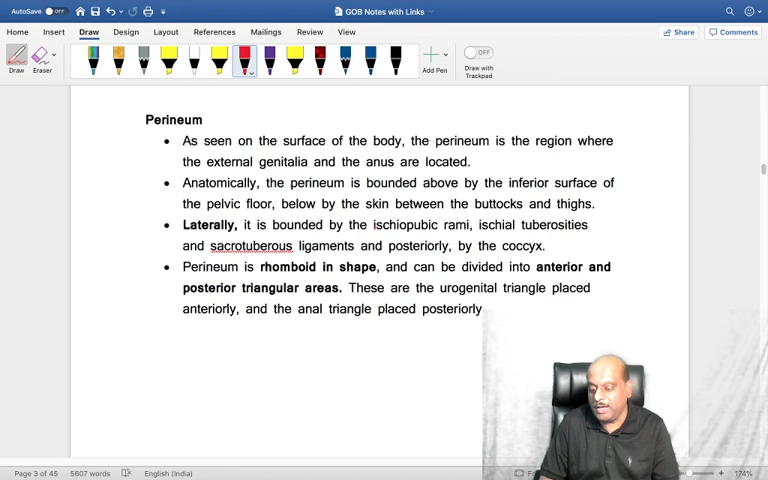 AutoSave OFF
GOB Notes with Links
Home Insert Draw Design Layout References Mailings Review View Share Comments
Draw Eraser Add Pen Draw with Trackpad OFF
Perineum
• As seen on the surface of the body, the perineum is the region where
the external genitalia and the anus are located.
• Anatomically, the perineum is bounded above by the inferior surface of
the pelvic floor, below by the skin between the buttocks and thighs.
• Laterally, it is bounded by the ischiopubic rami, ischial tuberosities
and sacrotuberous ligaments and posteriorly, by the coccyx.
• Perineum is rhomboid in shape, and can be divided into anterior and
posterior triangular areas. These are the urogenital triangle placed
anteriorly, and the anal triangle placed posteriorly
Page 3 of 45 5607 words English (India) 174%